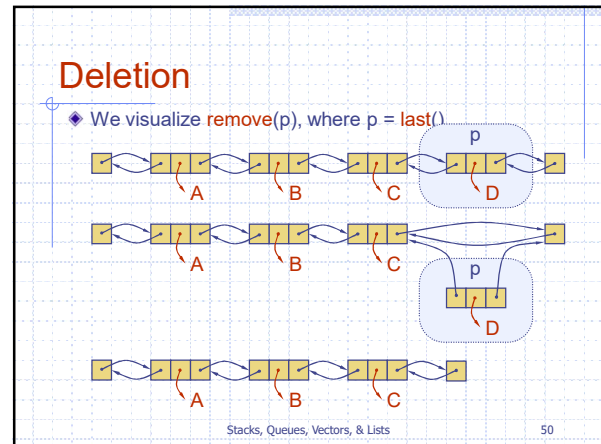 Deletion
We visualize remove(p), where p = last()
p
A B C D
A B C
p
D
A B C
Stacks, Queues, Vectors, & Lists 50